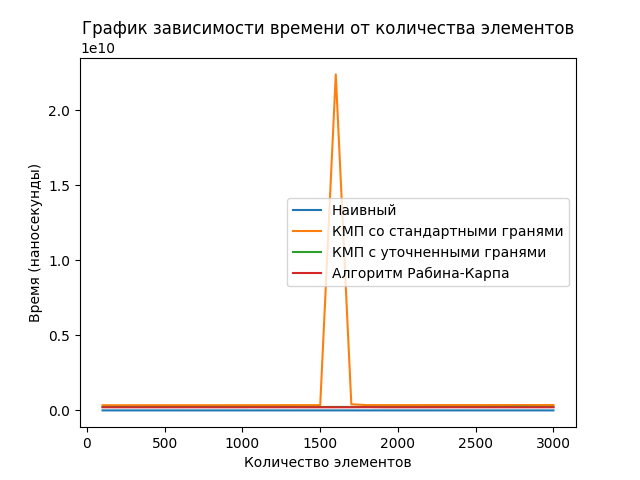 График зависимости времени от количества элементов
1e10
2.0
1.5
1.0
0.5
0.0
Время (наносекунды)
Наивный
КМП со стандартными гранями
КМП с уточненными гранями
Алгоритм Рабина-Карпа
0 500 1000 1500 2000 2500 3000
Количество элементов